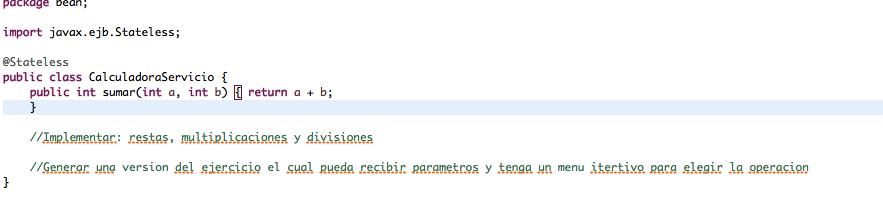 package bean;
import javax.ejb.Stateless;
@Stateless
public class CalculadoraServicio {
public int sumar(int a, int b) { return a + b;
}
//Implementar: restas, multiplicaciones y divisiones
//Generar una version del ejercicio el cual pueda recibir parametros y tenga un menu itertivo para elegir la operacion
}